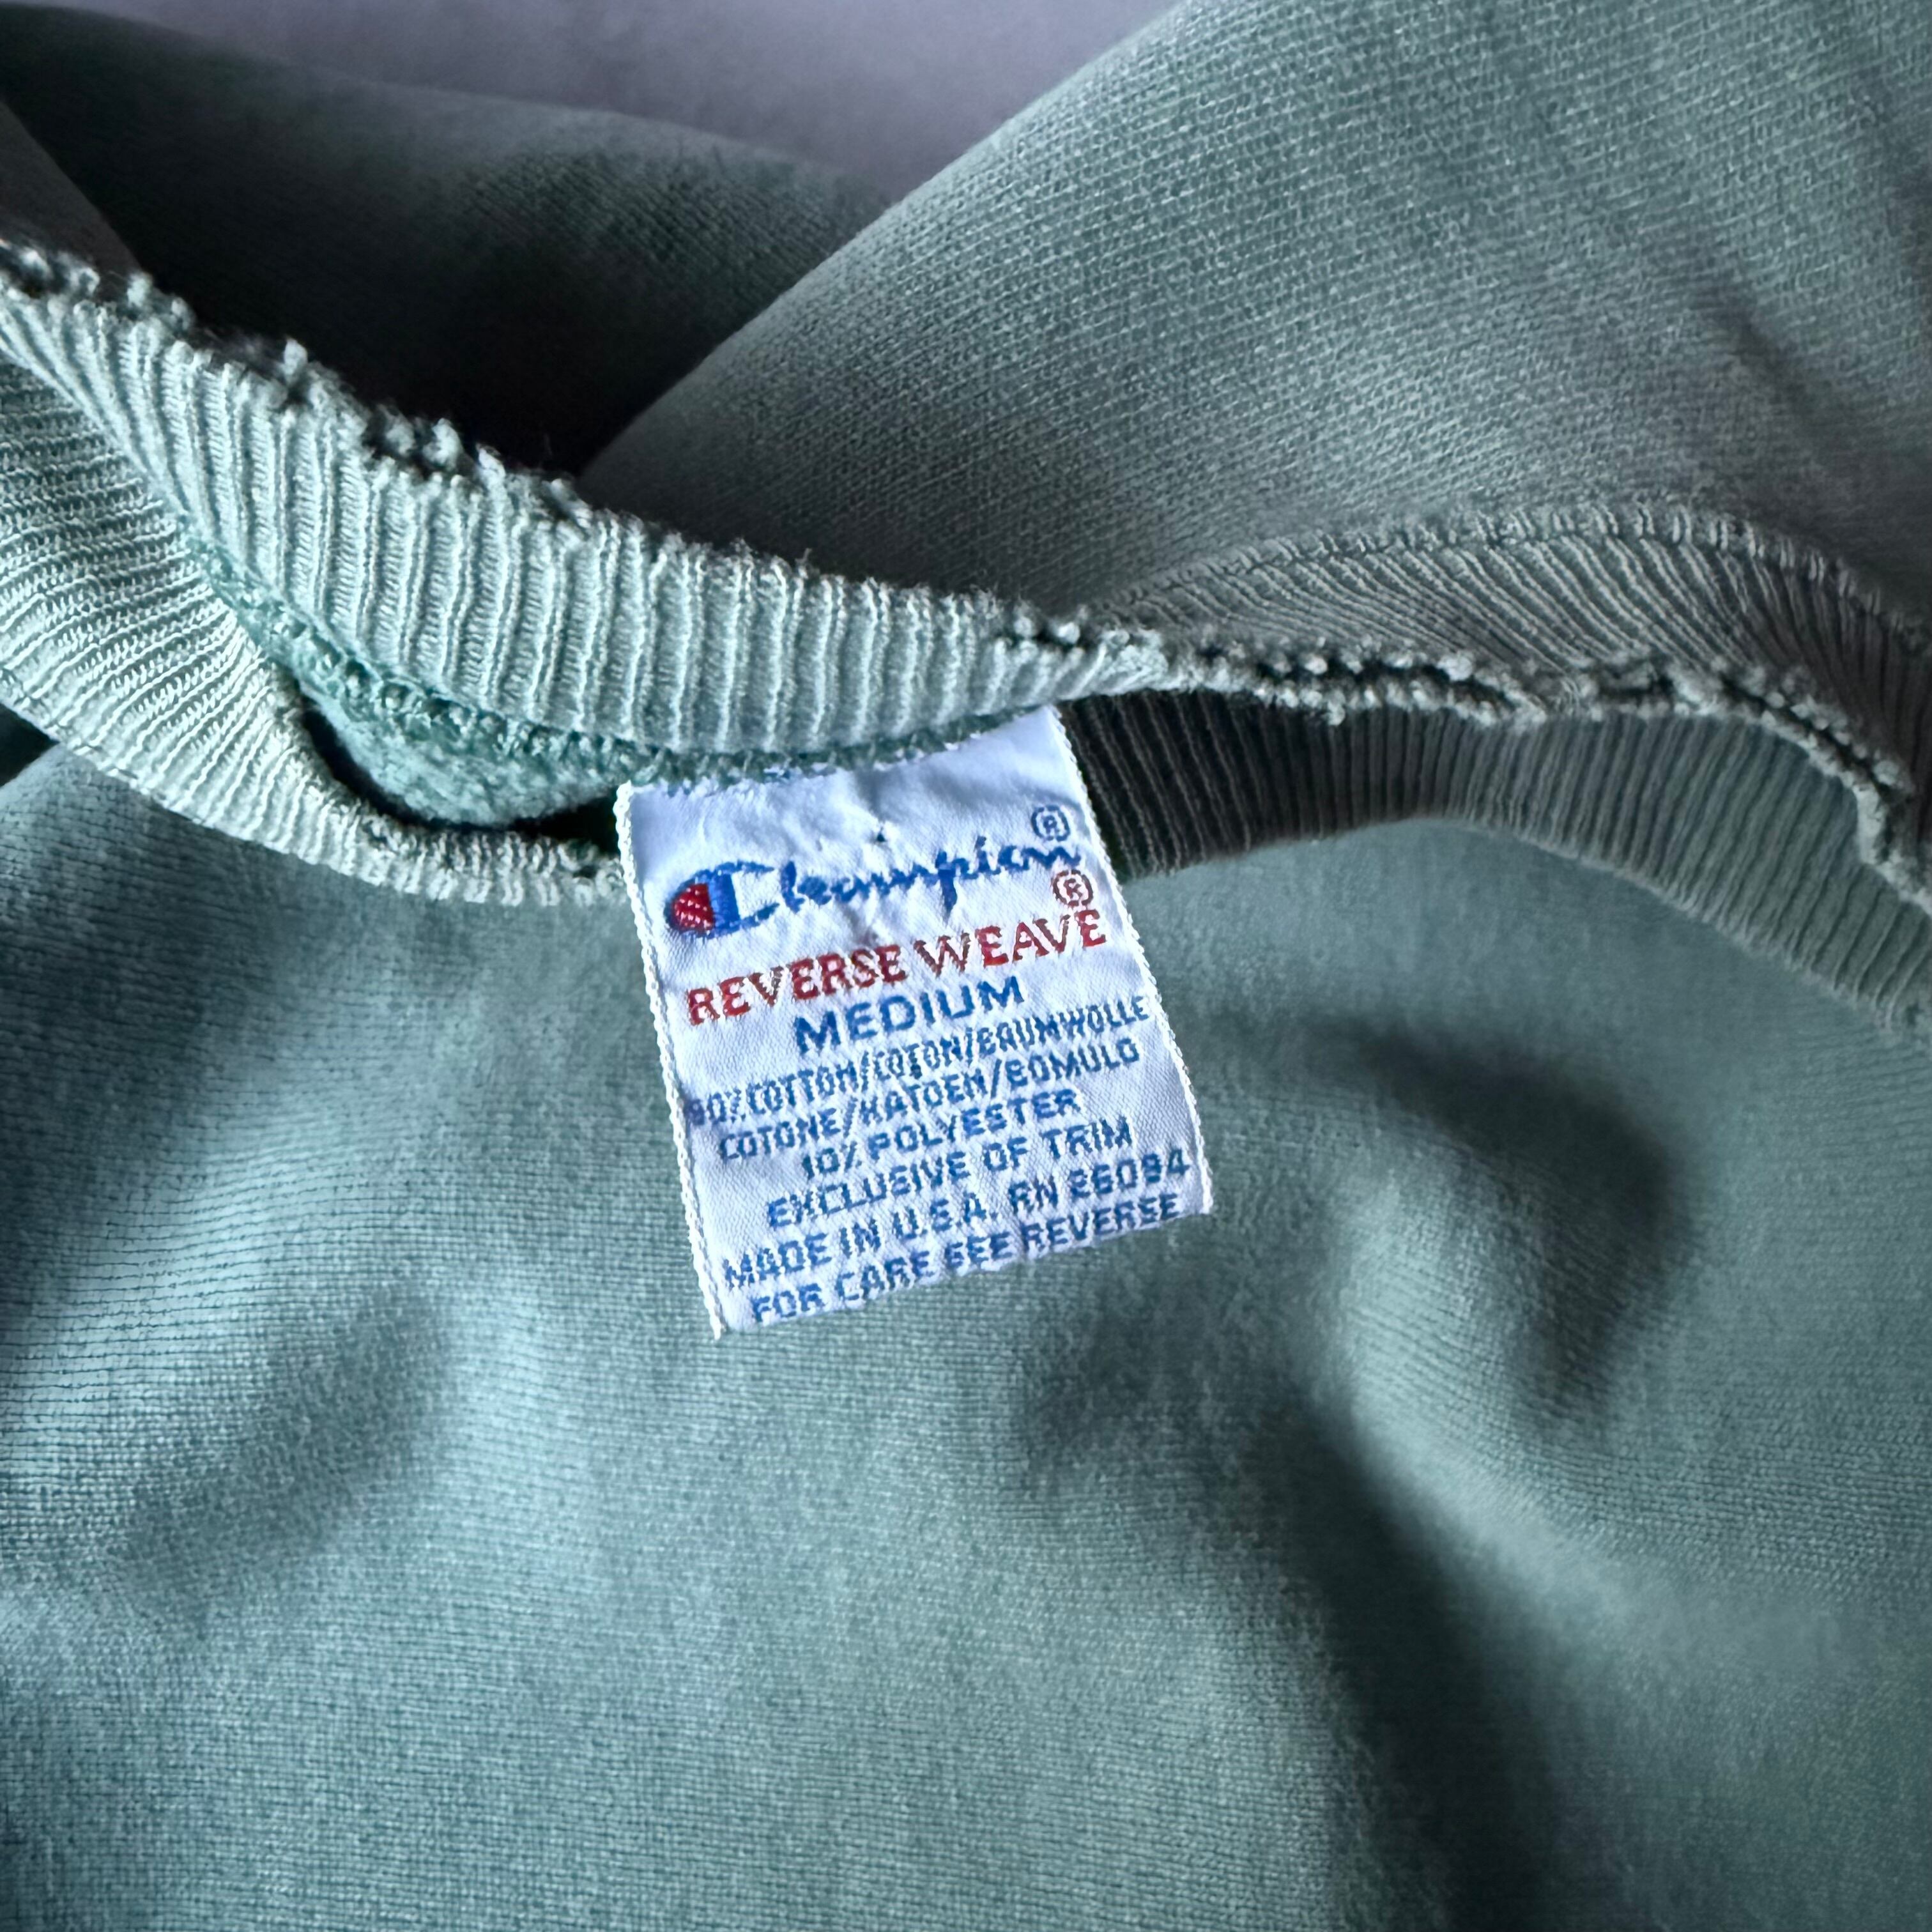 Champion®
REVERSE WEAVE®
MEDIUM
90% COTTON/COTON/BAUMWOLLE
COTONE/KATOEN/BOMULD
10% POLYESTER
EXCLUSIVE OF TRIM
MADE IN U.S.A. RN 26094
FOR CARE SEE REVERSE